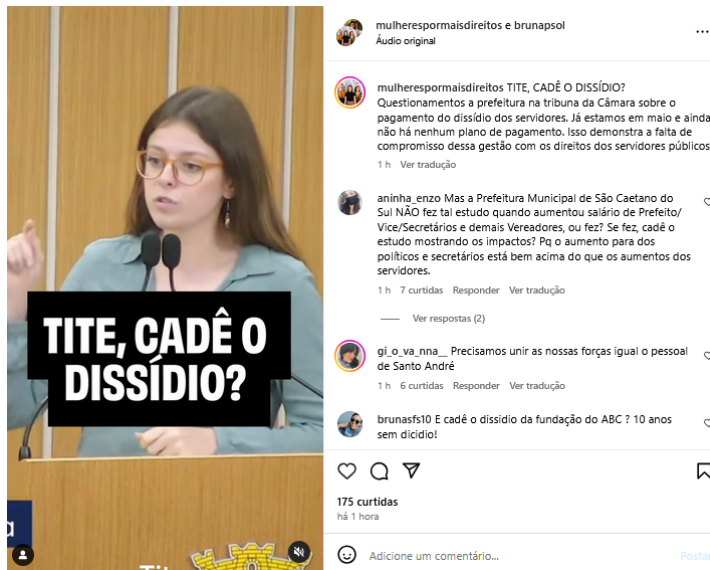 TITE, CADÊ O
DISSÍDIO?
mulherespormaisdireitos e brunapsol
Áudio original
mulherespormaisdireitos TITE, CADÊ O DISSÍDIO?
Questionamos a prefeitura na tribuna da Câmara sobre o
pagamento do dissídio dos servidores. Já estamos em maio e ainda
não há nenhum plano de pagamento. Isso demonstra a falta de
compromisso dessa gestão com os direitos dos servidores públicos
1 h Ver tradução
aninha_enzo Mas a Prefeitura Municipal de São Caetano do
Sul NÃO fez tal estudo quando aumentou salário de Prefeito/
Vice/Secretários e demais Vereadores, ou fez? Se fez, cadê o
estudo mostrando os impactos? Pq o aumento para dos
políticos e secretários está bem acima do que os aumentos dos
servidores.
1 h 7 curtidas Responder Ver tradução
Ver respostas (2)
gi_o_va_nna__ Precisamos unir as nossas forças igual o pessoal
de Santo André
1 h 6 curtidas Responder Ver tradução
brunasfs10 E cadê o dissidio da fundação do ABC ? 10 anos
sem dicidio!
175 curtidas
há 1 hora
Adicione um comentário...
Postar